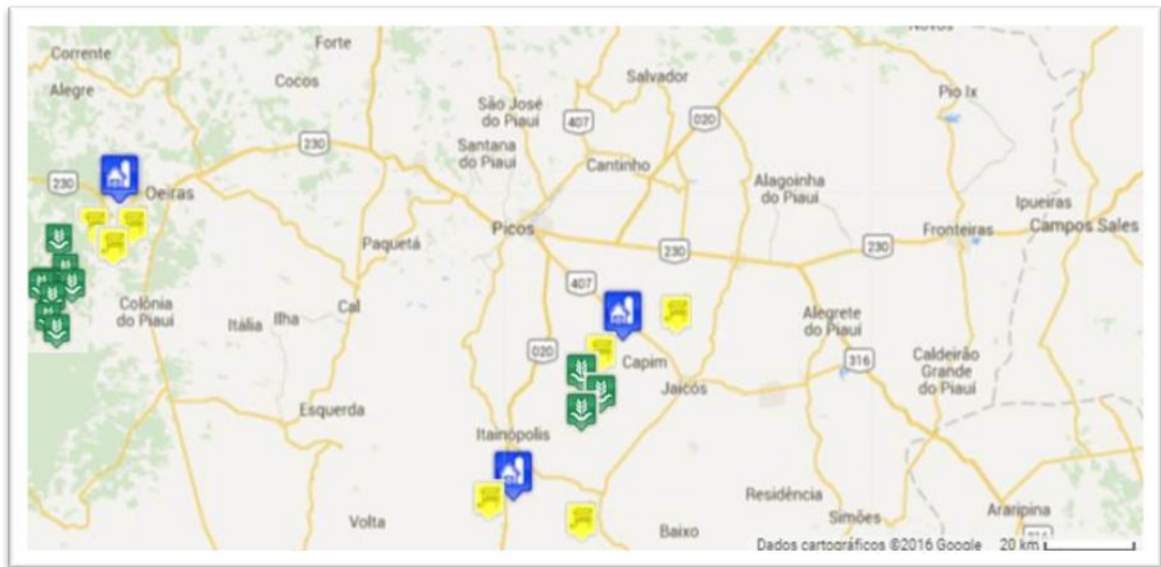 Corrente
Forte
Alegre
Cocos
Salvador
Pio Ix
São José
do Piauí
407
020
230
Santana
do Piauí
Cantinho
Alagoinha
do Piauí
230
Oeiras
Ipueiras
Picos
Fronteiras
Campos Sales
Paquetá
230
230
407
Colônia
do Piauí
Itália
Ilha
Cal
Alegrete
do Piauí
020
Capim
316
Caldeirão
Grande
do Piauí
Jaicós
Esquerda
Itainópolis
Residência
Volta
Baixo
Simões
Araripina
Dados cartográficos ©2016 Google
20 km